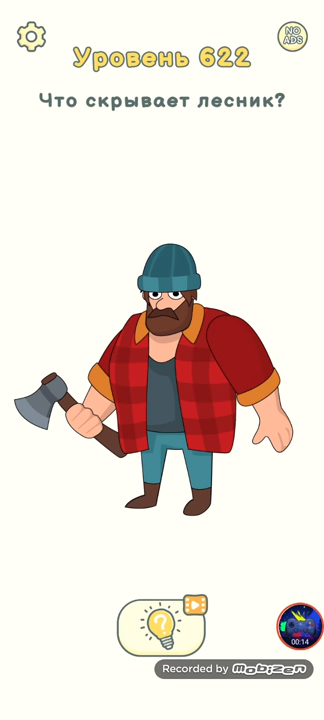 NO
ADS
Уровень 622
Что скрывает лесник?
?
00:14
Recorded by mobizen